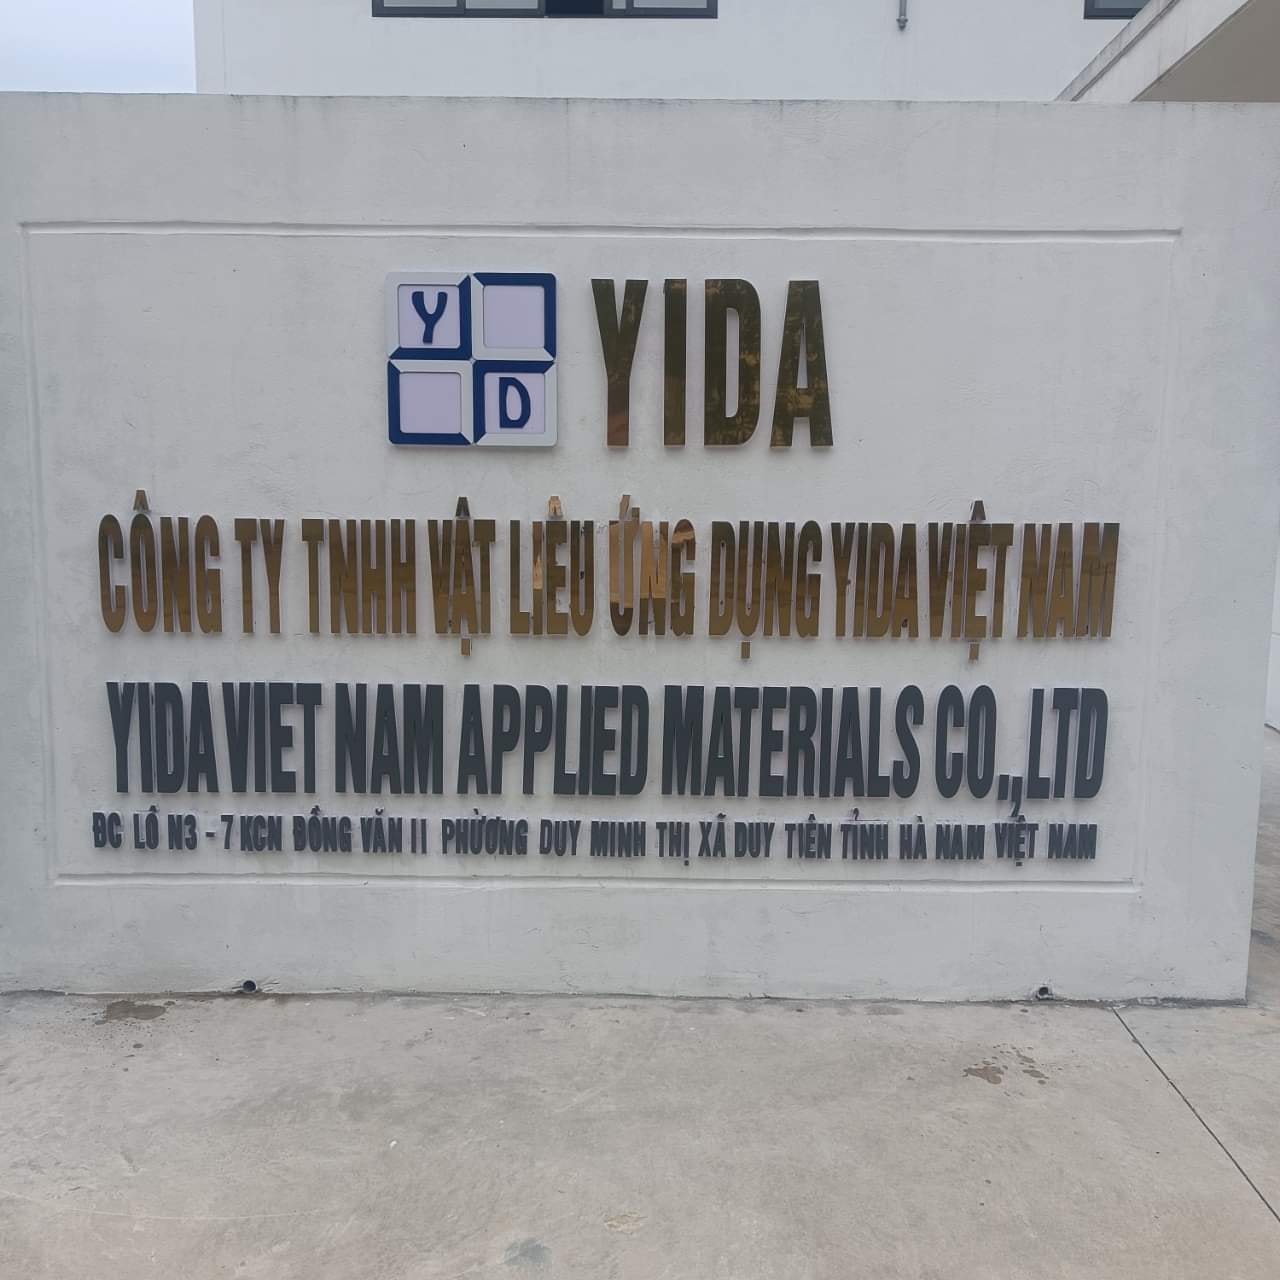 Y
D
YIDA
CÔNG TY TNHH VẬT LIỆU ỨNG DỤNG YIDA VIỆT NAM
YIDA VIET NAM APPLIED MATERIALS CO.,LTD
ĐC LÔ N3 - 7 KCN ĐỒNG VĂN II PHƯỜNG DUY MINH THỊ XÃ DUY TIÊN TỈNH HÀ NAM VIỆT NAM